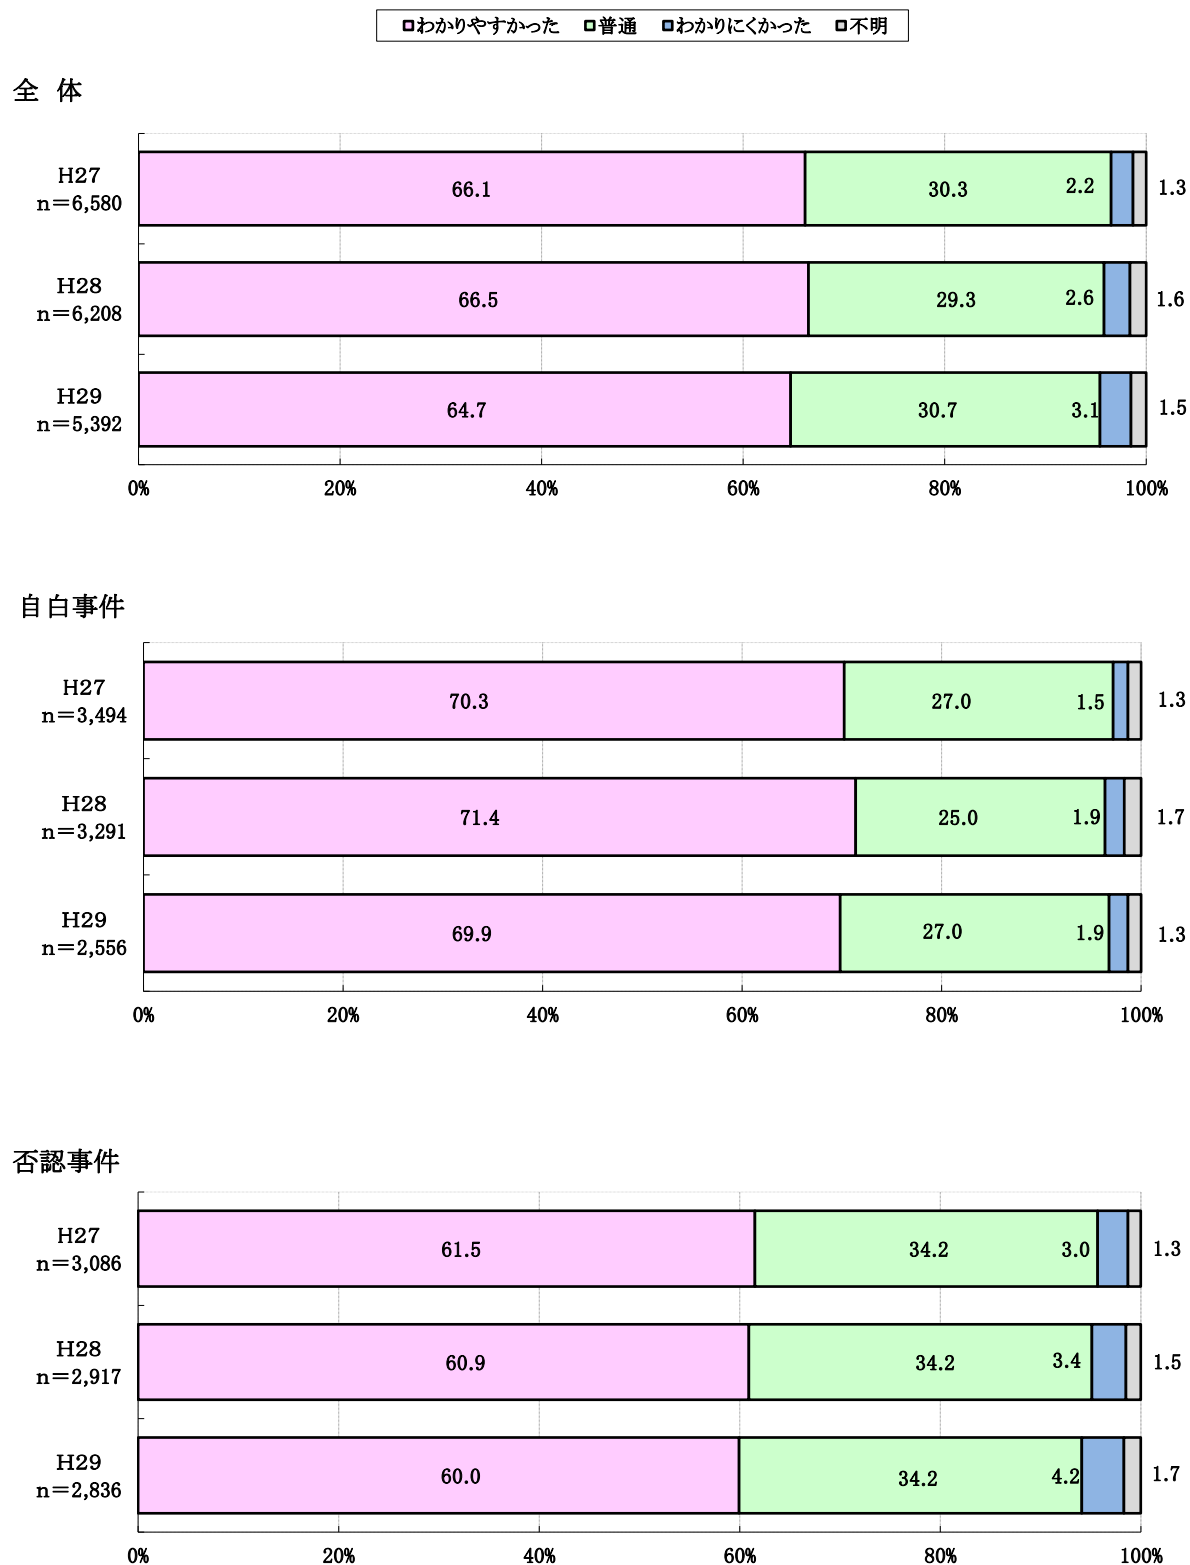 わかりやすかった 普通 わかりにくかった 不明
全 体
H27
n=6,580
66.1 30.3 2.2 1.3
H28
n=6,208
66.5 29.3 2.6 1.6
H29
n=5,392
64.7 30.7 3.1 1.5
0% 20% 40% 60% 80% 100%
自白事件
H27
n=3,494
70.3 27.0 1.5 1.3
H28
n=3,291
71.4 25.0 1.9 1.7
H29
n=2,556
69.9 27.0 1.9 1.3
0% 20% 40% 60% 80% 100%
否認事件
H27
n=3,086
61.5 34.2 3.0 1.3
H28
n=2,917
60.9 34.2 3.4 1.5
H29
n=2,836
60.0 34.2 4.2 1.7
0% 20% 40% 60% 80% 100%